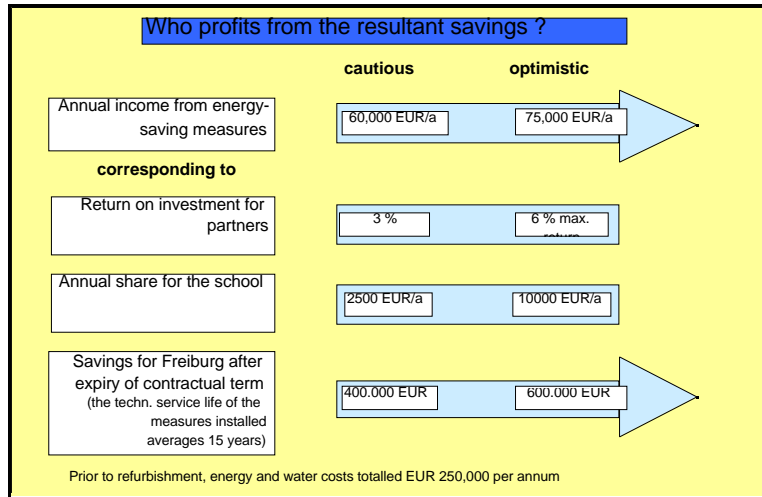 Who profits from the resultant savings ?
cautious optimistic
Annual income from energy-
saving measures
60,000 EUR/a 75,000 EUR/a
corresponding to
Return on investment for
partners
3 % 6 % max.
return
Annual share for the school
2500 EUR/a 10000 EUR/a
Savings for Freiburg after
expiry of contractual term
(the techn. service life of the
measures installed
averages 15 years)
400.000 EUR 600.000 EUR
Prior to refurbishment, energy and water costs totalled EUR 250,000 per annum